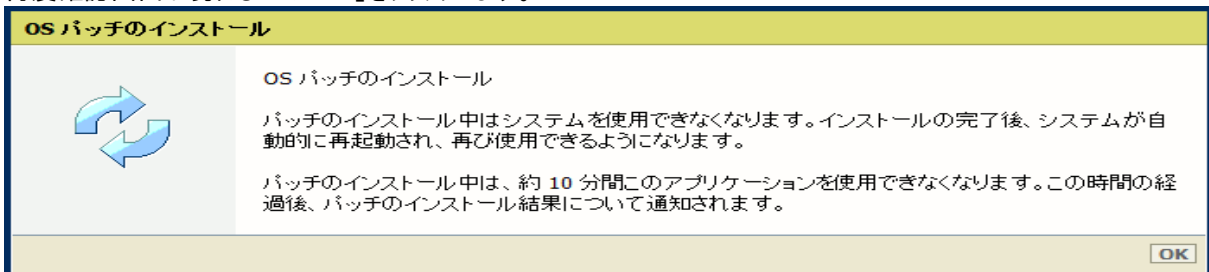 OS パッチのインストール
OS パッチのインストール
パッチのインストール中はシステムを使用できなくなります。インストールの完了後、システムが自
動的に再起動され、再び使用できるようになります。
パッチのインストール中は、約 10 分間このアプリケーションを使用できなくなります。この時間の経
過後、パッチのインストール結果について通知されます。
OK